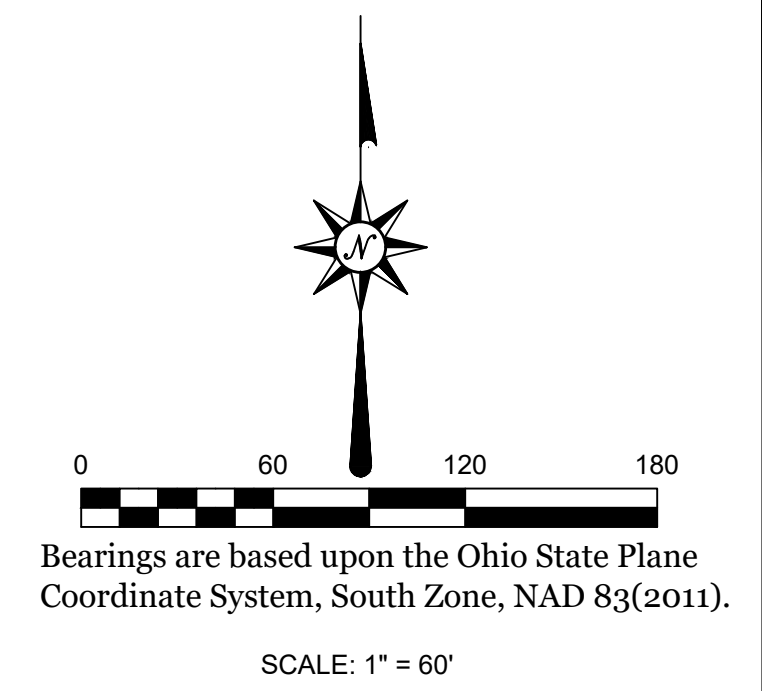 N
0 60 120 180
Bearings are based upon the Ohio State Plane
Coordinate System, South Zone, NAD 83(2011).
SCALE: 1" = 60'